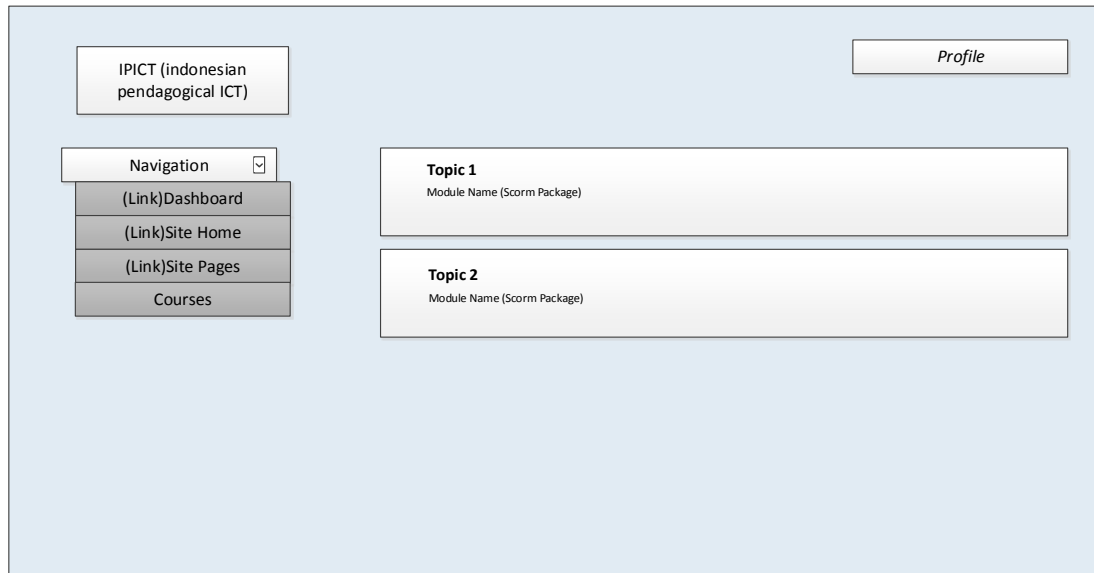 IPICT (indonesian
pendagogical ICT)
Profile
Navigation
(Link)Dashboard
(Link)Site Home
(Link)Site Pages
Courses
Topic 1
Module Name (Scorm Package)
Topic 2
Module Name (Scorm Package)